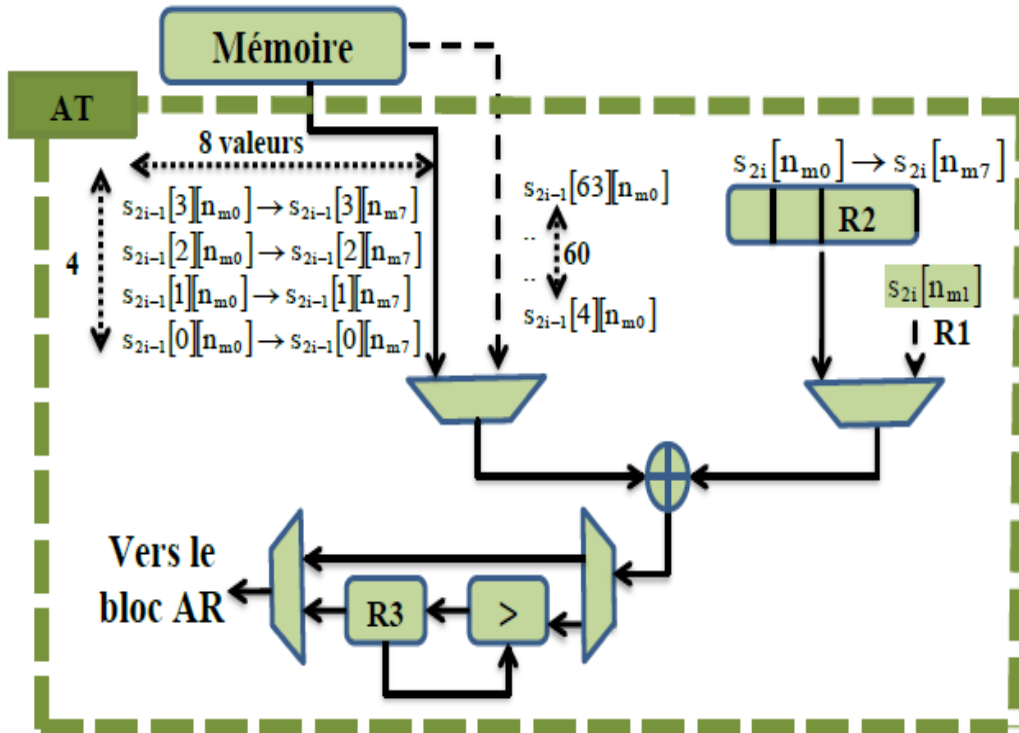 Mémoire
AT
8 valeurs
4
s₂ᵢ₋₁[3][nₘ₀] → s₂ᵢ₋₁[3][nₘ₇]
s₂ᵢ₋₁[2][nₘ₀] → s₂ᵢ₋₁[2][nₘ₇]
s₂ᵢ₋₁[1][nₘ₀] → s₂ᵢ₋₁[1][nₘ₇]
s₂ᵢ₋₁[0][nₘ₀] → s₂ᵢ₋₁[0][nₘ₇]
s₂ᵢ₋₁[63][nₘ₀]
..
60
..
s₂ᵢ₋₁[4][nₘ₀]
s₂ᵢ[nₘ₀] → s₂ᵢ[nₘ₇]
R2
s₂ᵢ[nₘ₁]
R1
Vers le
bloc AR
R3
>